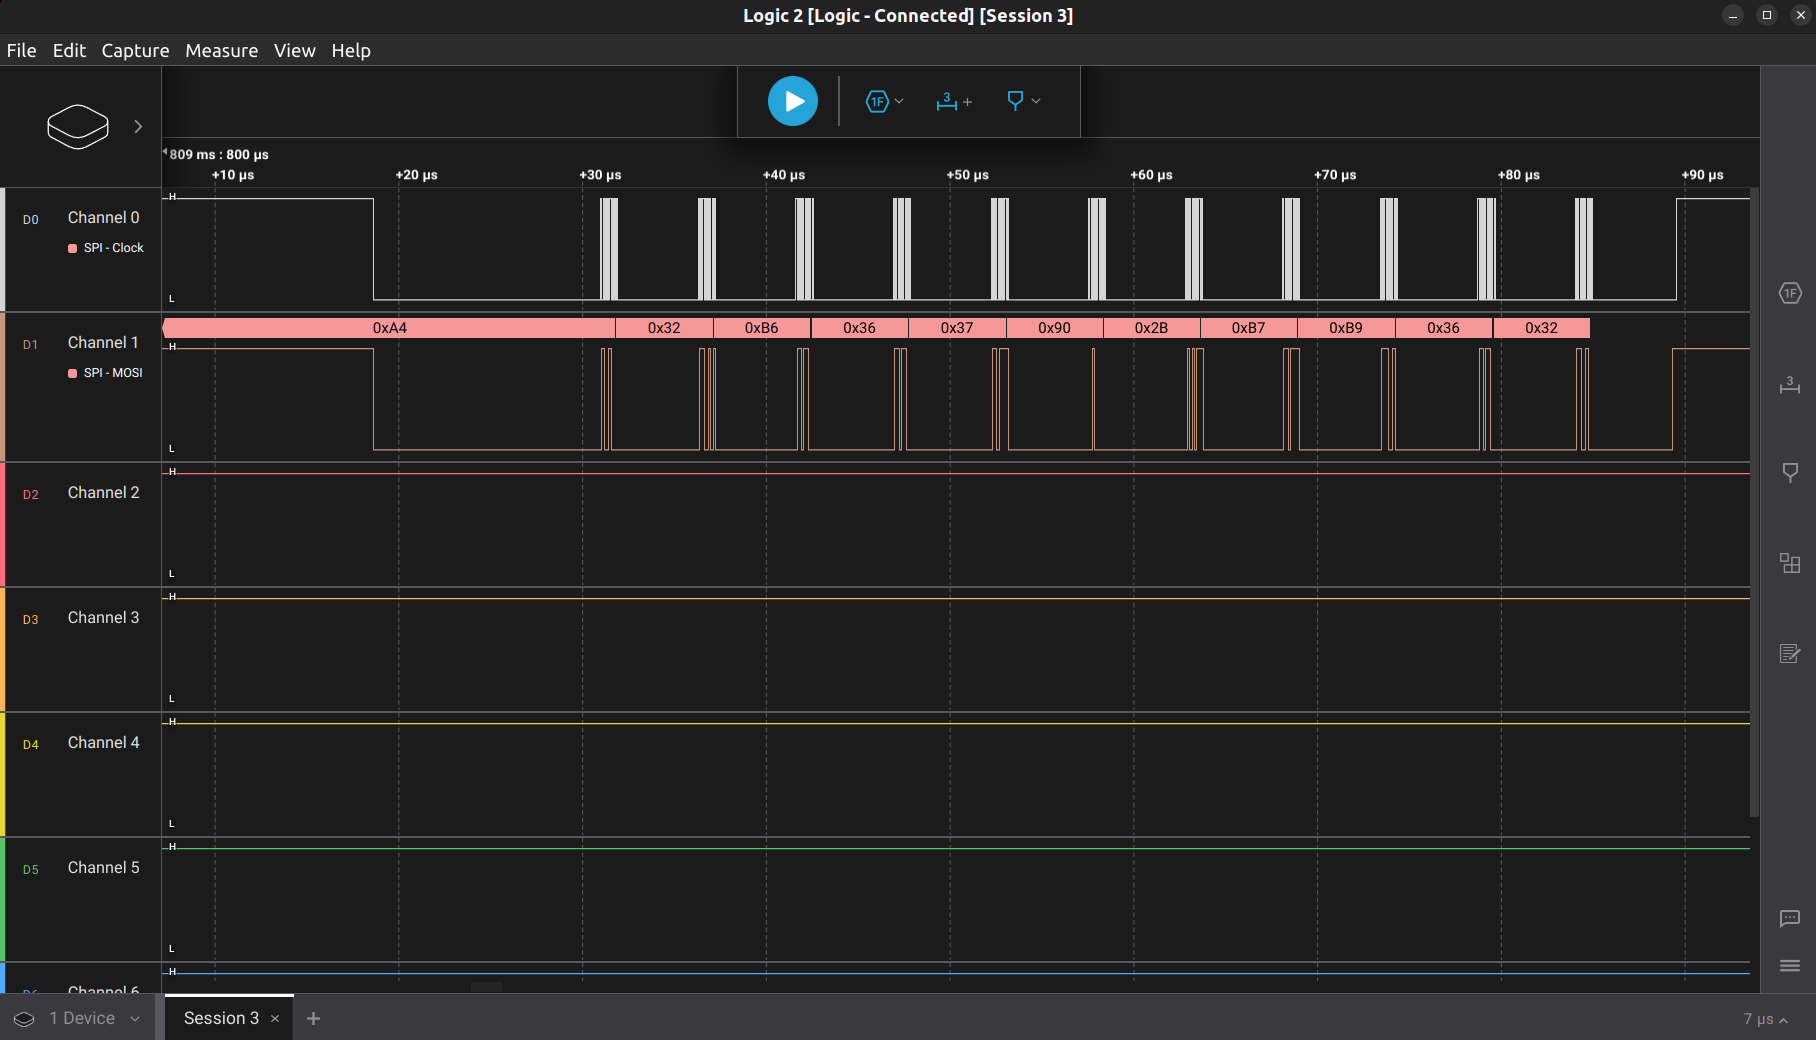 Logic 2 [Logic - Connected] [Session 3]
File Edit Capture Measure View Help
1F 3 +
809 ms : 800 µs
+10 µs +20 µs +30 µs +40 µs +50 µs +60 µs +70 µs +80 µs +90 µs
D0 Channel 0 H
SPI - Clock
L
0xA4 0x32 0xB6 0x36 0x37 0x90 0x2B 0xB7 0xB9 0x36 0x32
D1 Channel 1 H
SPI - MOSI
L
D2 Channel 2 H
L
D3 Channel 3 H
L
D4 Channel 4 H
L
D5 Channel 5 H
L
D6 Channel 6 H
1F
3
1 Device Session 3 × + 7 µs